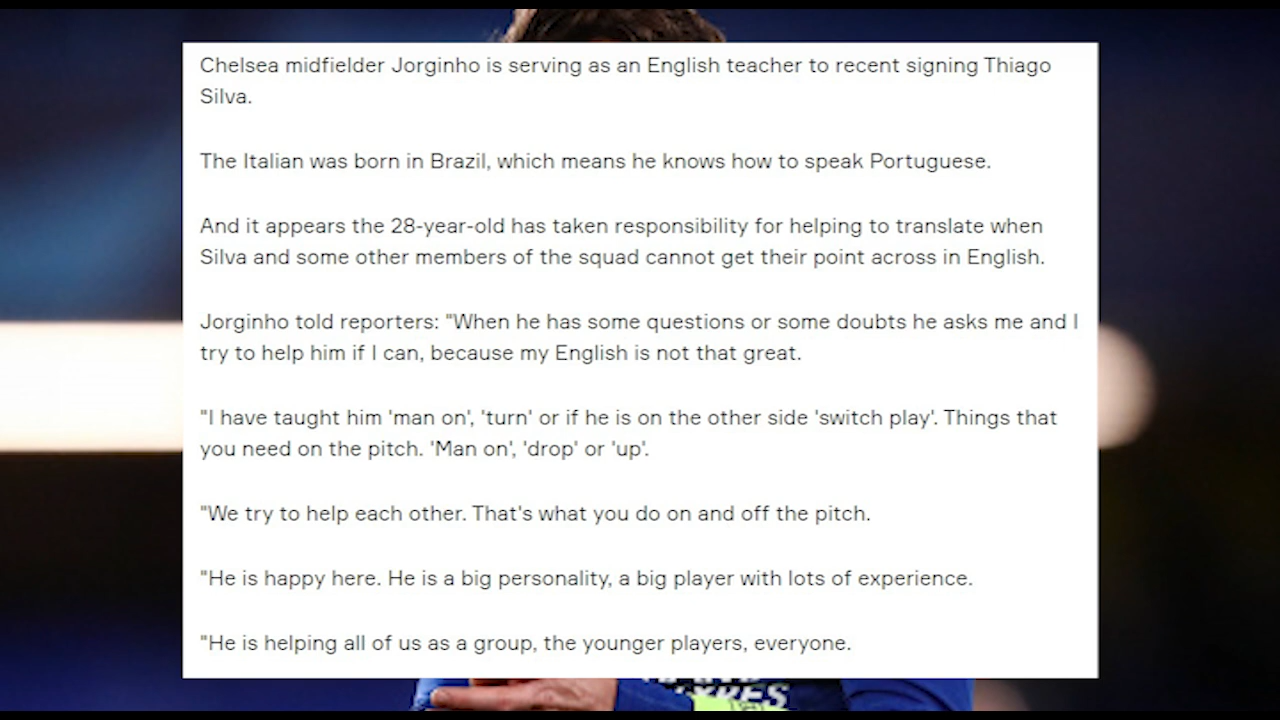 Chelsea midfielder Jorginho is serving as an English teacher to recent signing Thiago
Silva.
The Italian was born in Brazil, which means he knows how to speak Portuguese.
And it appears the 28-year-old has taken responsibility for helping to translate when
Silva and some other members of the squad cannot get their point across in English.
Jorginho told reporters: "When he has some questions or some doubts he asks me and I
try to help him if I can, because my English is not that great.
"I have taught him 'man on', 'turn' or if he is on the other side 'switch play'. Things that
you need on the pitch. 'Man on', 'drop' or 'up'.
"We try to help each other. That's what you do on and off the pitch.
"He is happy here. He is a big personality, a big player with lots of experience.
"He is helping all of us as a group, the younger players, everyone.